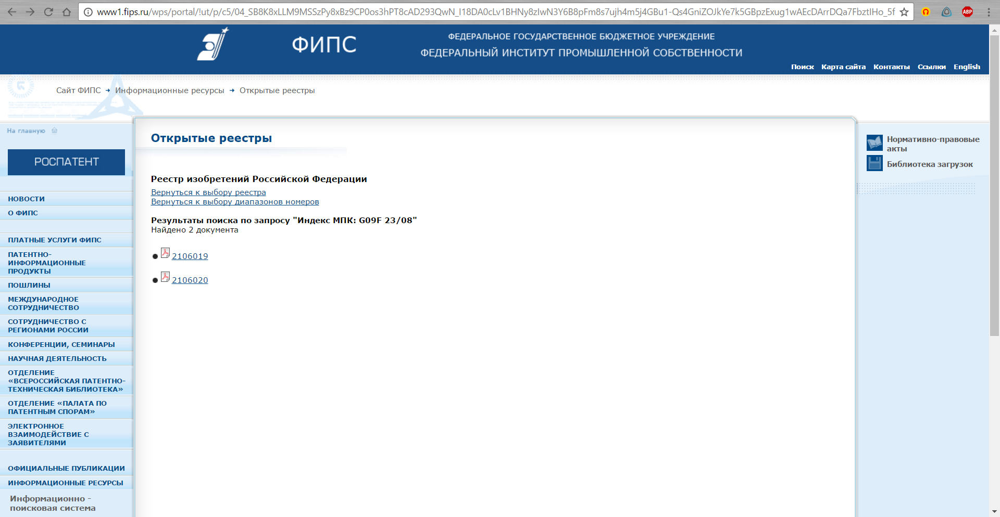 www1.fips.ru/wps/portal/!ut/p/c5/04_SB8K8xLLM9MSSzPy8xBz9CP0os3hPT8cAD293QwN_I18DA0cLv1BHNy8zIwN3Y6B8pFm8s7ujh4m5j4GBu1-Qs4GniZOJkYe7k5GBpzExug1wAEcDArrDQa7FbztIHo_5f
ABP
ФИПС
ФЕДЕРАЛЬНОЕ ГОСУДАРСТВЕННОЕ БЮДЖЕТНОЕ УЧРЕЖДЕНИЕ
ФЕДЕРАЛЬНЫЙ ИНСТИТУТ ПРОМЫШЛЕННОЙ СОБСТВЕННОСТИ
Поиск Карта сайта Контакты Ссылки English
Сайт ФИПС Информационные ресурсы Открытые реестры
На главную
РОСПАТЕНТ
НОВОСТИ
О ФИПС
ПЛАТНЫЕ УСЛУГИ ФИПС
ПАТЕНТНО-
ИНФОРМАЦИОННЫЕ
ПРОДУКТЫ
ПОШЛИНЫ
МЕЖДУНАРОДНОЕ
СОТРУДНИЧЕСТВО
СОТРУДНИЧЕСТВО С
РЕГИОНАМИ РОССИИ
КОНФЕРЕНЦИИ, СЕМИНАРЫ
НАУЧНАЯ ДЕЯТЕЛЬНОСТЬ
ОТДЕЛЕНИЕ
«ВСЕРОССИЙСКАЯ ПАТЕНТНО-
ТЕХНИЧЕСКАЯ БИБЛИОТЕКА»
ОТДЕЛЕНИЕ «ПАЛАТА ПО
ПАТЕНТНЫМ СПОРАМ»
ЭЛЕКТРОННОЕ
ВЗАИМОДЕЙСТВИЕ С
ЗАЯВИТЕЛЯМИ
ОФИЦИАЛЬНЫЕ ПУБЛИКАЦИИ
ИНФОРМАЦИОННЫЕ РЕСУРСЫ
Информационно -
поисковая система
Открытые реестры
Реестр изобретений Российской Федерации
Вернуться к выбору реестра
Вернуться к выбору диапазонов номеров
Результаты поиска по запросу "Индекс МПК: G09F 23/08"
Найдено 2 документа
2106019
2106020
Нормативно-правовые
акты
Библиотека загрузок